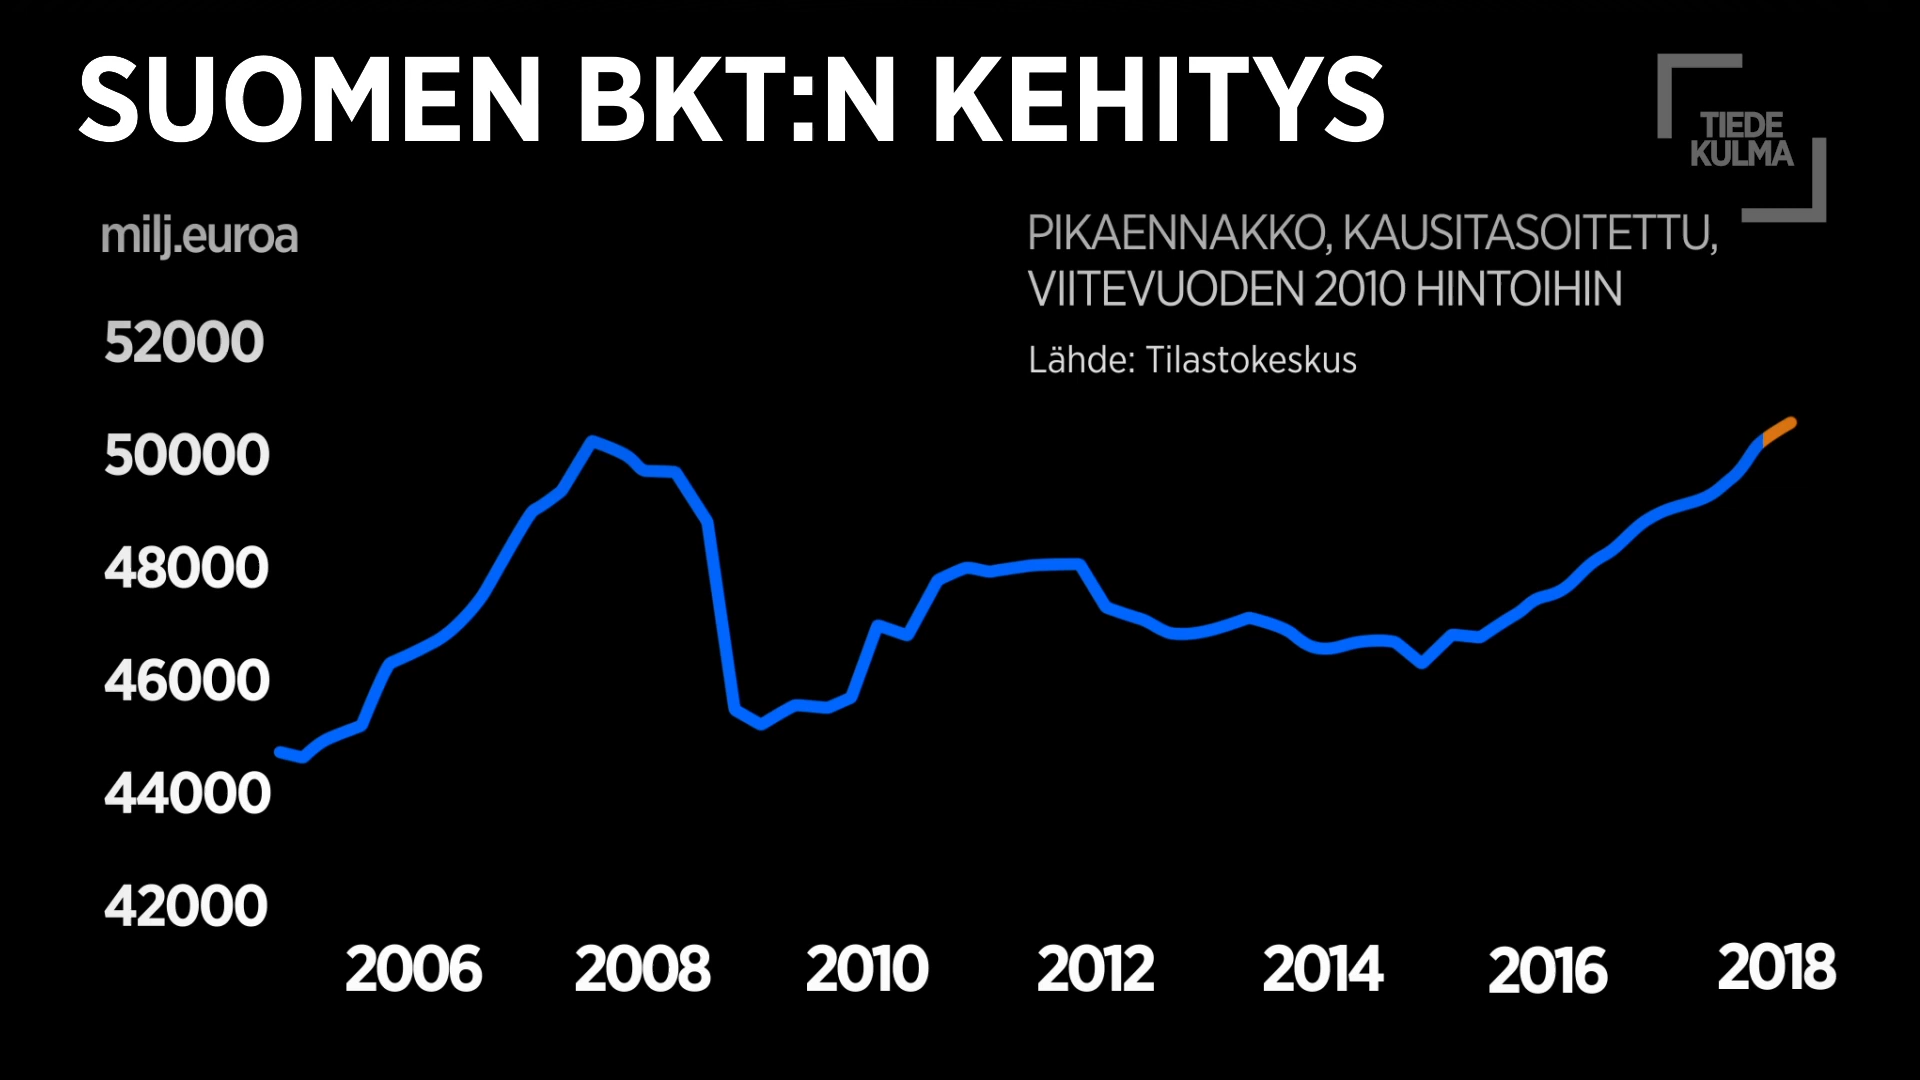 SUOMEN BKT:N KEHITYS
TIEDE
KULMA
milj.euroa
PIKAENNAKKO, KAUSITASOITETTU,
VIITEVUODEN 2010 HINTOIHIN
Lähde: Tilastokeskus
52000
50000
48000
46000
44000
42000
2006 2008 2010 2012 2014 2016 2018